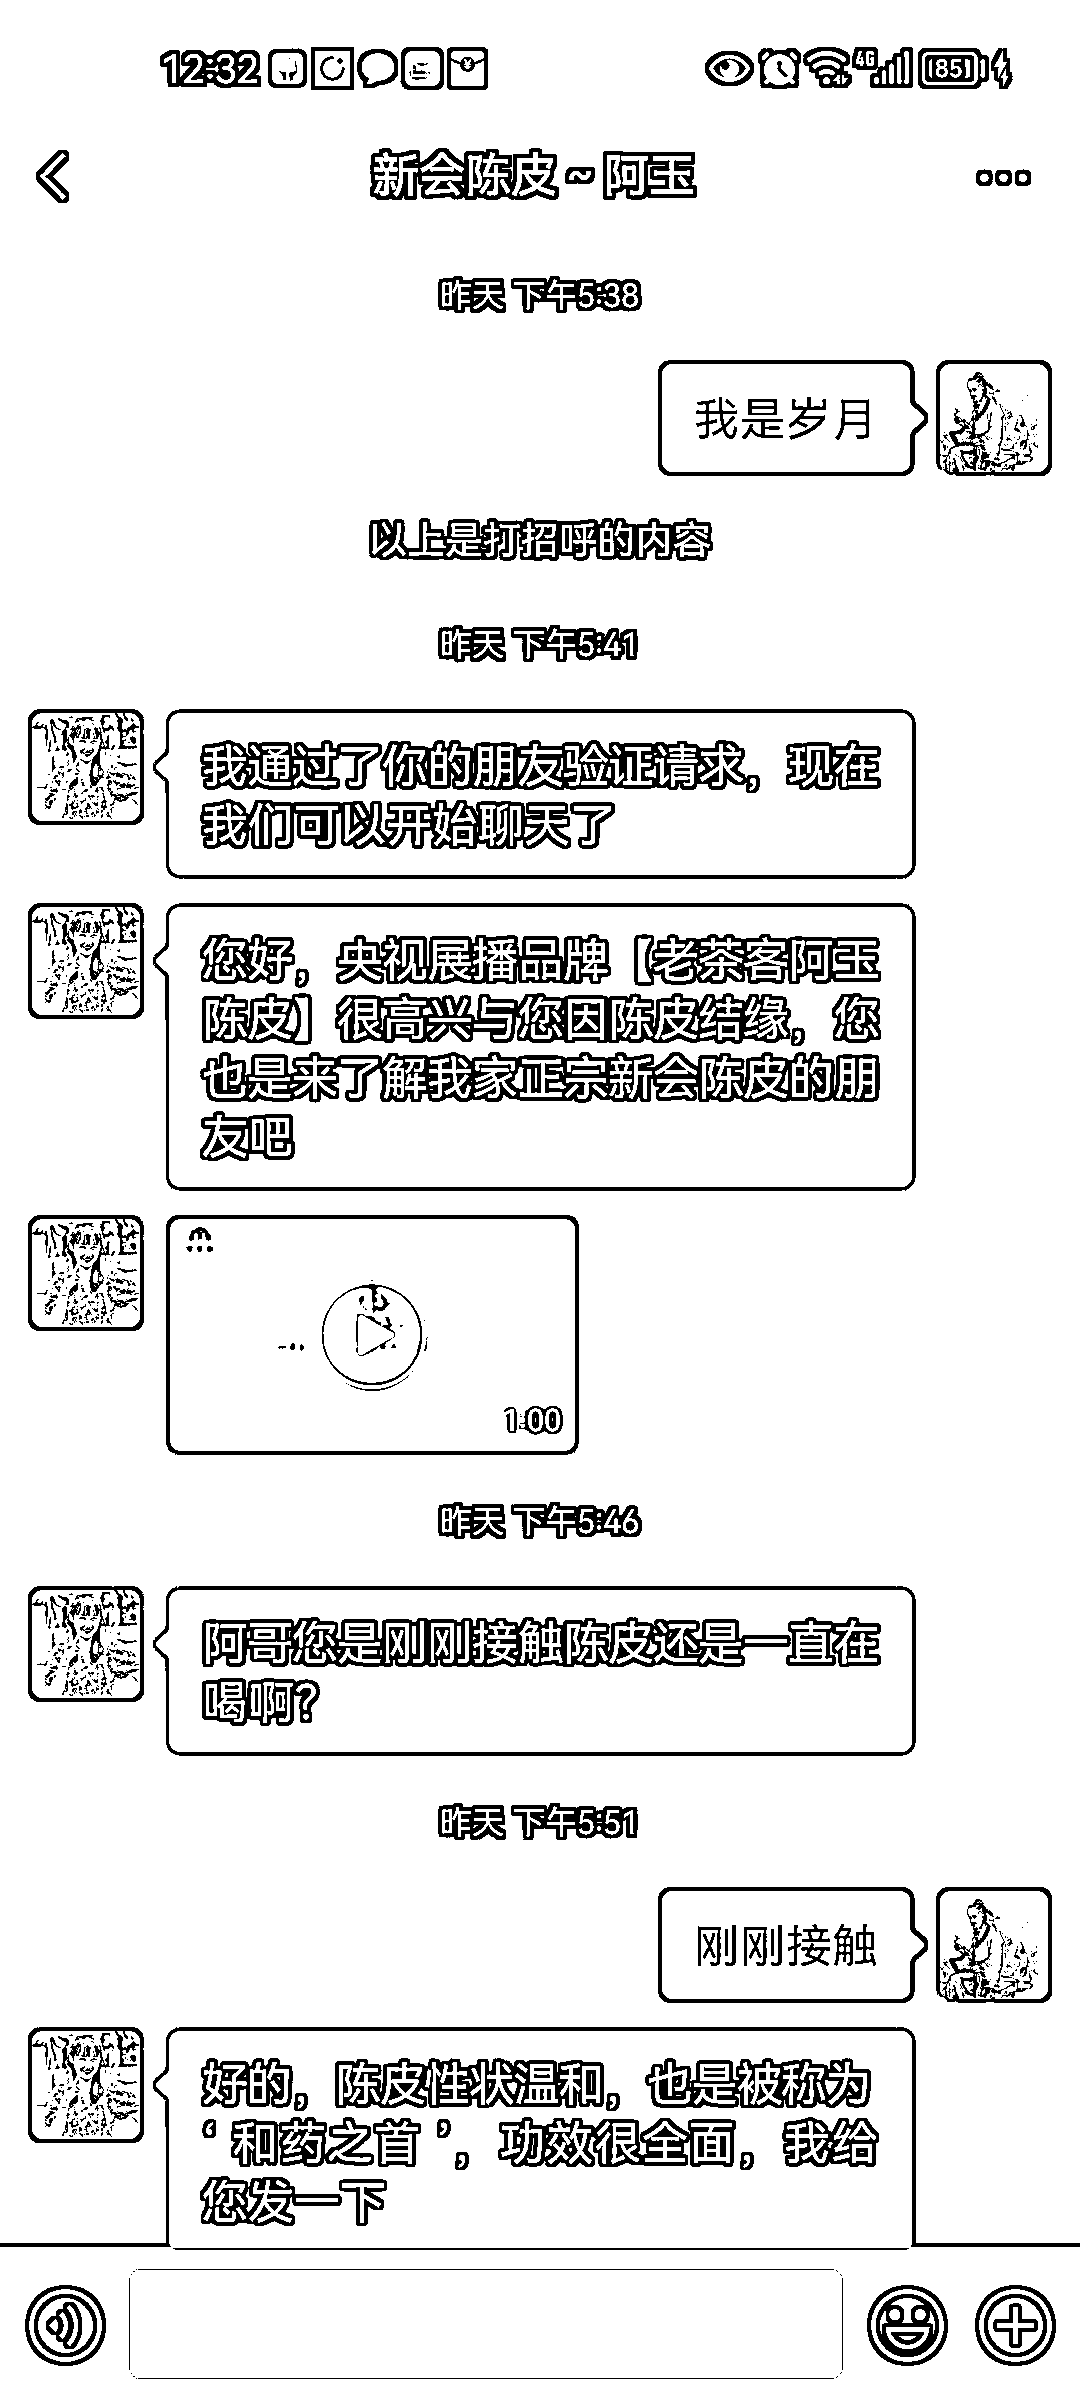 12:32
4G
85
新会陈皮~阿玉
昨天 下午5:38
我是岁月
以上是打招呼的内容
昨天 下午5:41
我通过了你的朋友验证请求，现在
我们可以开始聊天了
您好，央视展播品牌【老茶客阿玉
陈皮】很高兴与您因陈皮结缘，您
也是来了解我家正宗新会陈皮的朋
友吧
1:00
昨天 下午5:46
阿哥您是刚刚接触陈皮还是一直在
喝啊？
昨天 下午5:51
刚刚接触
好的，陈皮性状温和，也是被称为
‘和药之首’，功效很全面，我给
您发一下